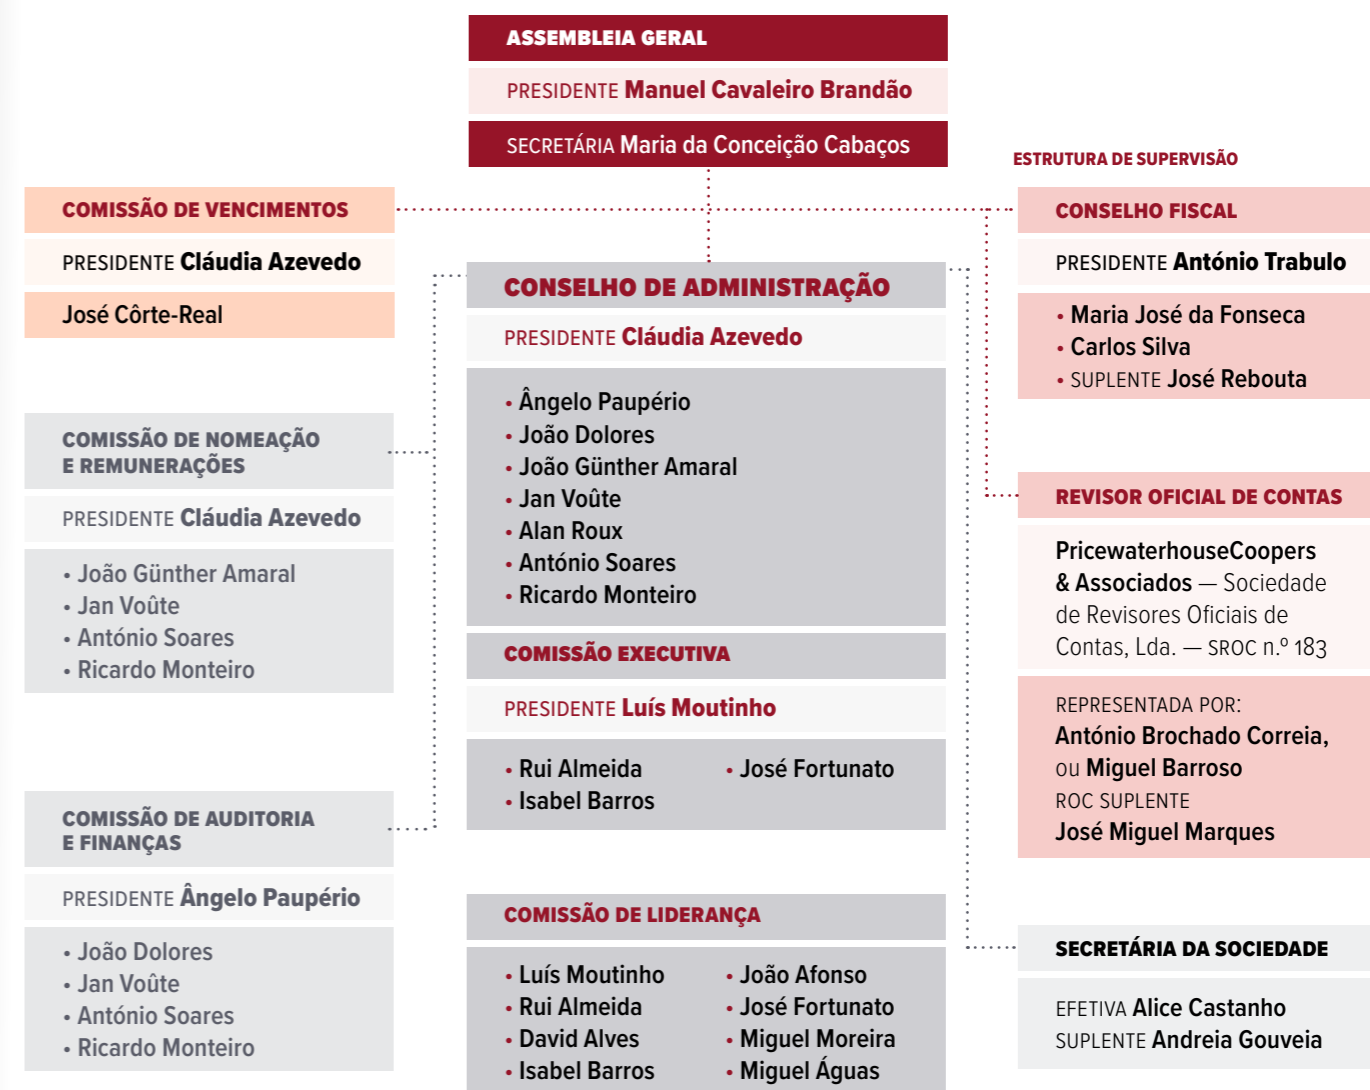 ASSEMBLEIA GERAL
PRESIDENTE Manuel Cavaleiro Brandão
SECRETÁRIA Maria da Conceição Cabaços
ESTRUTURA DE SUPERVISÃO
COMISSÃO DE VENCIMENTOS
PRESIDENTE Cláudia Azevedo
José Côrte-Real
CONSELHO FISCAL
PRESIDENTE António Trabulo
• Maria José da Fonseca
• Carlos Silva
• SUPLENTE José Rebouta
CONSELHO DE ADMINISTRAÇÃO
PRESIDENTE Cláudia Azevedo
• Ângelo Paupério
• João Dolores
• João Günther Amaral
• Jan Voûte
• Alan Roux
• António Soares
• Ricardo Monteiro
COMISSÃO DE NOMEAÇÃO
E REMUNERAÇÕES
PRESIDENTE Cláudia Azevedo
• João Günther Amaral
• Jan Voûte
• António Soares
• Ricardo Monteiro
REVISOR OFICIAL DE CONTAS
PricewaterhouseCoopers
& Associados — Sociedade
de Revisores Oficiais de
Contas, Lda. — SROC n.º 183
REPRESENTADA POR:
António Brochado Correia,
ou Miguel Barroso
ROC SUPLENTE
José Miguel Marques
COMISSÃO EXECUTIVA
PRESIDENTE Luís Moutinho
• Rui Almeida
• Isabel Barros
• José Fortunato
COMISSÃO DE AUDITORIA
E FINANÇAS
PRESIDENTE Ângelo Paupério
• João Dolores
• Jan Voûte
• António Soares
• Ricardo Monteiro
COMISSÃO DE LIDERANÇA
• Luís Moutinho
• Rui Almeida
• David Alves
• Isabel Barros
• João Afonso
• José Fortunato
• Miguel Moreira
• Miguel Águas
SECRETÁRIA DA SOCIEDADE
EFETIVA Alice Castanho
SUPLENTE Andreia Gouveia